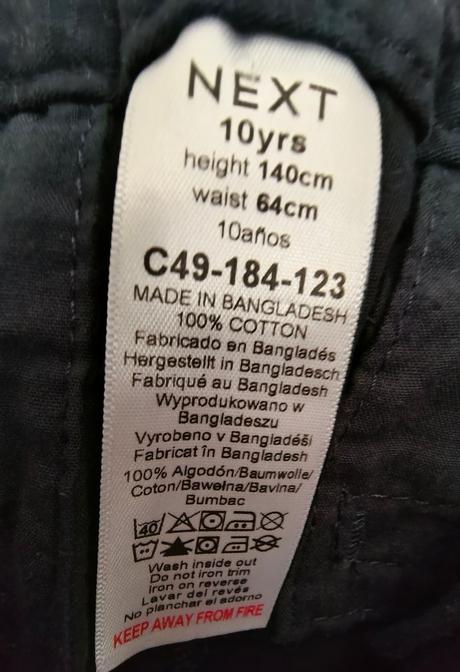 NEXT
10yrs
height 140cm
waist 64cm
10años
C49-184-123
MADE IN BANGLADESH
100% COTTON
Fabricado en Bangladés
Hergestellt in Bangladesch
Fabriqué au Bangladesh
Wyprodukowano w
Bangladeszu
Vyrobeno v Bangladéši
Fabricat în Bangladesh
100% Algodón/Baumwolle/
Coton/Bawełna/Bavlna/
Bumbac
40
Wash inside out
Do not iron trim
Iron on reverse
Lavar del revés
No planchar el adorno
KEEP AWAY FROM FIRE